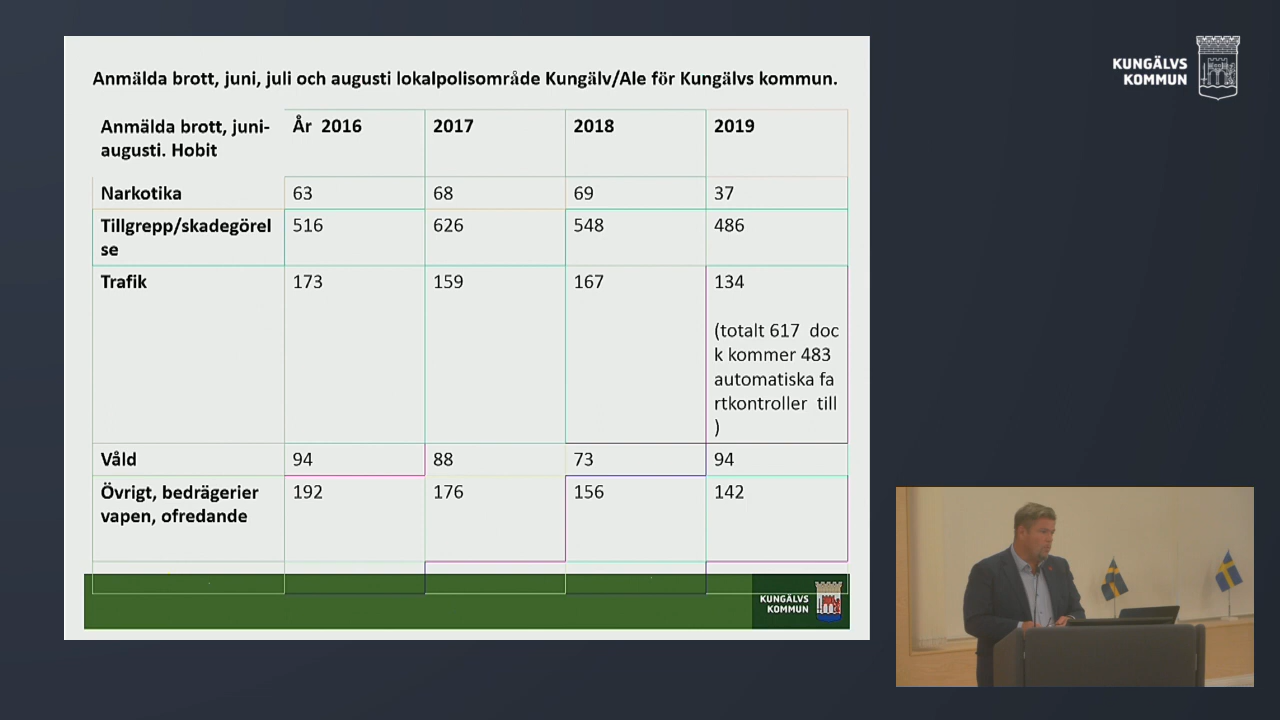 Anmälda brott, juni, juli och augusti lokalpolisområde Kungälv/Ale för Kungälvs kommun.
Anmälda brott, juni-
augusti. Hobit
År 2016
2017
2018
2019
Narkotika
63
68
69
37
Tillgrepp/skadegörel
se
516
626
548
486
Trafik
173
159
167
134
(totalt 617 doc
k kommer 483
automatiska fa
rtkontroller till
)
Våld
94
88
73
94
Övrigt, bedrägerier
vapen, ofredande
192
176
156
142
KUNGÄLVS
KOMMUN
KUNGÄLVS
KOMMUN